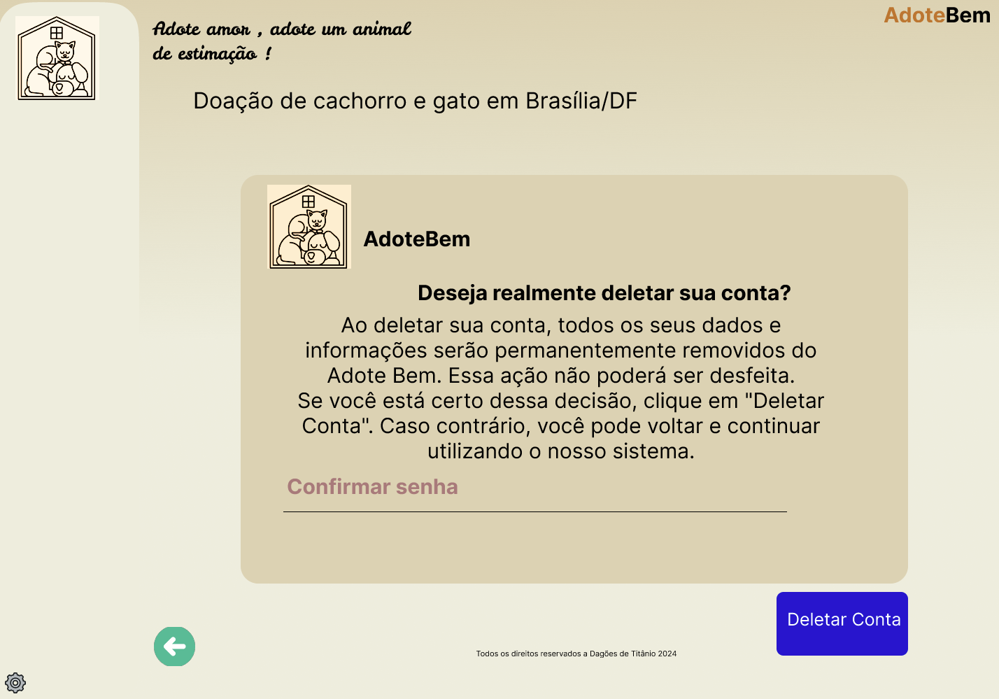 AdoteBem
Adote amor , adote um animal
de estimação !
Doação de cachorro e gato em Brasília/DF
AdoteBem
Deseja realmente deletar sua conta?
Ao deletar sua conta, todos os seus dados e
informações serão permanentemente removidos do
Adote Bem. Essa ação não poderá ser desfeita.
Se você está certo dessa decisão, clique em "Deletar
Conta". Caso contrário, você pode voltar e continuar
utilizando o nosso sistema.
Confirmar senha
Deletar Conta
Todos os direitos reservados a Dagões de Titânio 2024